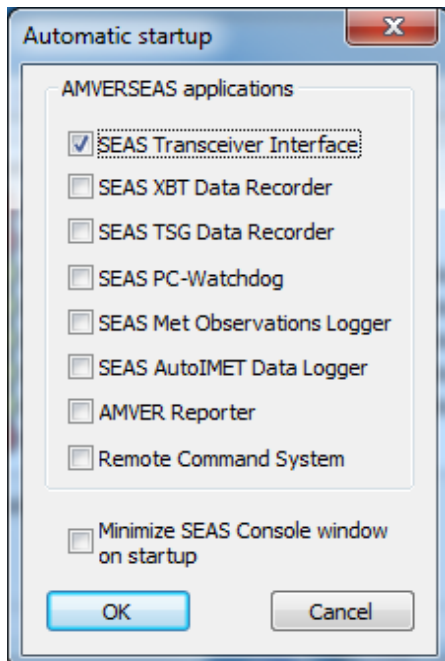 Automatic startup
AMVERSEAS applications
SEAS Transceiver Interface
SEAS XBT Data Recorder
SEAS TSG Data Recorder
SEAS PC-Watchdog
SEAS Met Observations Logger
SEAS AutoIMET Data Logger
AMVER Reporter
Remote Command System
Minimize SEAS Console window
on startup
OK Cancel